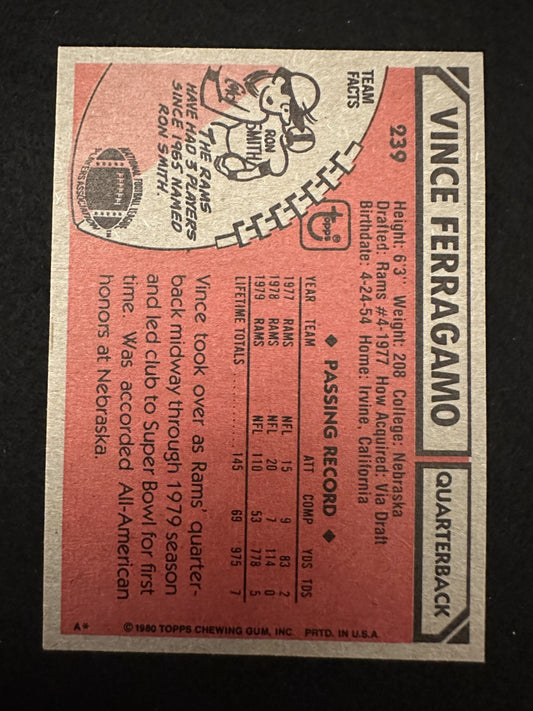 VINCE FERRAGAMO QUARTERBACK
239
Height: 6'3" Weight: 208 College: Nebraska
Drafted: Rams #4-1977 How Acquired: Via Draft
Birthdate: 4-24-54 Home: Irvine, California
TEAM
FACTS
RON
SMITH
THE RAMS
HAVE HAD 3 PLAYERS
SINCE 1965 NAMED
RON SMITH.
Topps®
◆ PASSING RECORD ◆
YEAR TEAM ATT COMP YDS TDS
1977 RAMS NFL 15 9 83 2
1978 RAMS NFL 20 7 114 0
1979 RAMS NFL 110 53 778 5
LIFETIME TOTALS ........... 145 69 975 7
Vince took over as Rams' quarter-
back midway through 1979 season
and led club to Super Bowl for first
time. Was accorded All-American
honors at Nebraska.
A* © 1980 TOPPS CHEWING GUM, INC. PRTD. IN U.S.A.